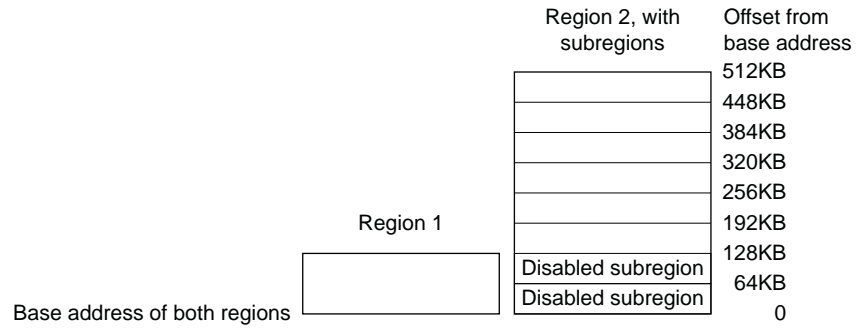 Region 2, with
subregions
Offset from
base address
512KB
448KB
384KB
320KB
256KB
Region 1
192KB
128KB
Disabled subregion
64KB
Disabled subregion
Base address of both regions
0